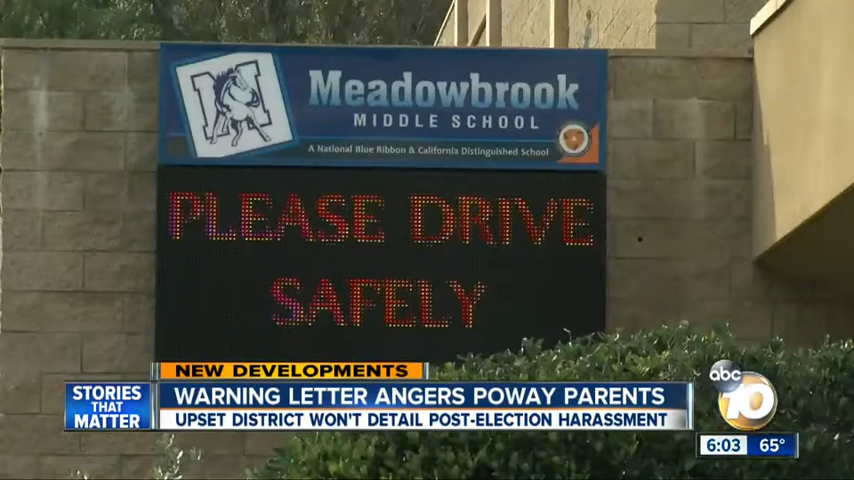 M
Meadowbrook
MIDDLE SCHOOL
A National Blue Ribbon & California Distinguished School
PLEASE DRIVE
SAFELY
NEW DEVELOPMENTS
STORIES
THAT
MATTER
WARNING LETTER ANGERS POWAY PARENTS
UPSET DISTRICT WON'T DETAIL POST-ELECTION HARASSMENT
abc
10
6:03 65°